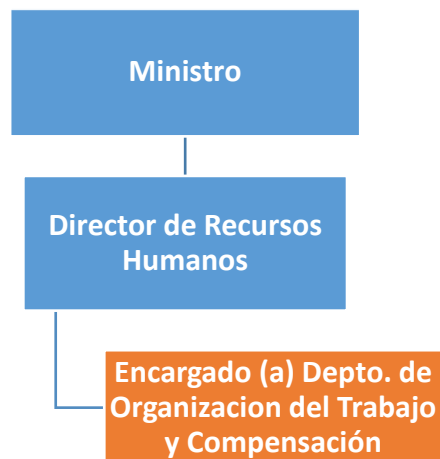 Ministro
Director de Recursos
Humanos
Encargado (a) Depto. de
Organizacion del Trabajo
y Compensación